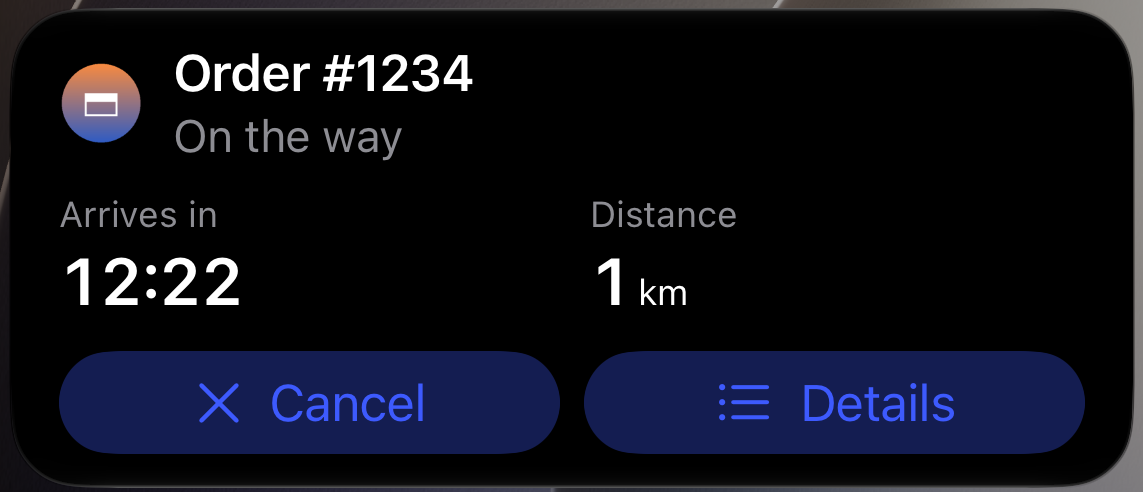 Order #1234
On the way
Arrives in
12:22
Distance
1 km
Cancel
Details